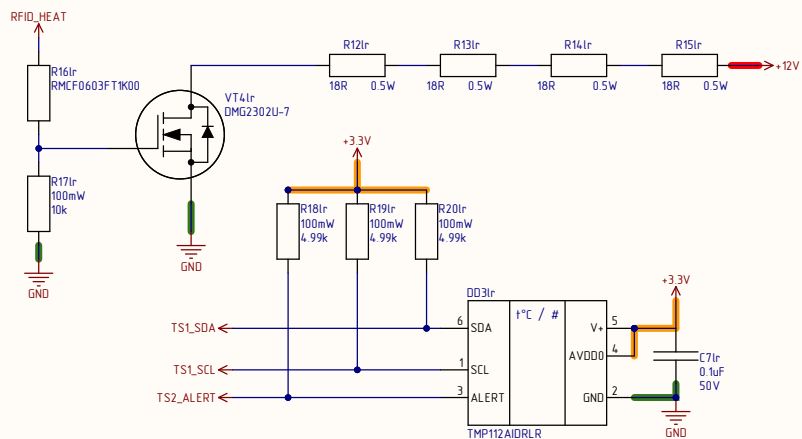 RFID_HEAT
R16lr
RMCF0603FT1K00
R17lr
100mW
10k
GND
VT4lr
DMG2302U-7
GND
R12lr
18R 0.5W
R13lr
18R 0.5W
R14lr
18R 0.5W
R15lr
18R 0.5W
+12V
+3.3V
R18lr
100mW
4.99k
R19lr
100mW
4.99k
R20lr
100mW
4.99k
TS1_SDA
TS1_SCL
TS2_ALERT
DD3lr
6 SDA
1 SCL
3 ALERT
t°C / #
V+ 5
AVDD0 4
GND 2
TMP112AIDRLR
+3.3V
C7lr
0.1uF
50V
GND